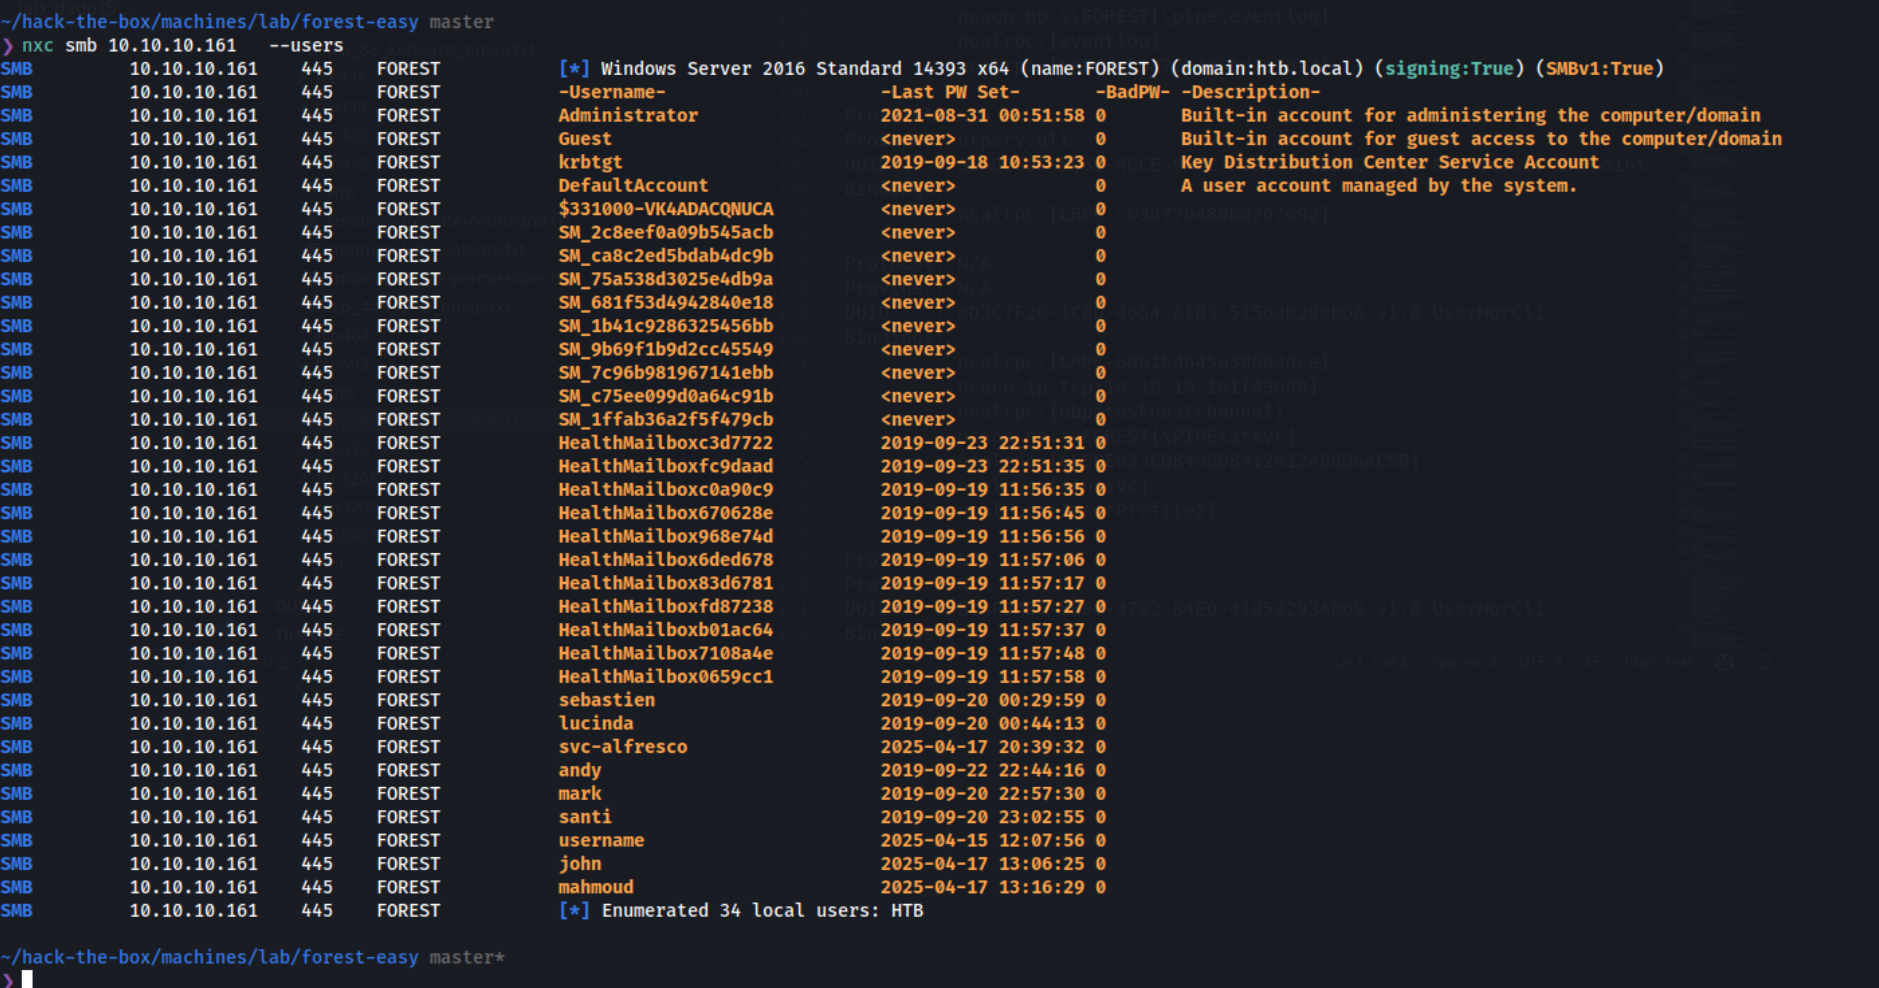 ~/hack-the-box/machines/lab/forest-easy master
❯ nxc smb 10.10.10.161 --users
SMB 10.10.10.161 445 FOREST [*] Windows Server 2016 Standard 14393 x64 (name:FOREST) (domain:htb.local) (signing:True) (SMBv1:True)
SMB 10.10.10.161 445 FOREST -Username- -Last PW Set- -BadPW- -Description-
SMB 10.10.10.161 445 FOREST Administrator 2021-08-31 00:51:58 0 Built-in account for administering the computer/domain
SMB 10.10.10.161 445 FOREST Guest <never> 0 Built-in account for guest access to the computer/domain
SMB 10.10.10.161 445 FOREST krbtgt 2019-09-18 10:53:23 0 Key Distribution Center Service Account
SMB 10.10.10.161 445 FOREST DefaultAccount <never> 0 A user account managed by the system.
SMB 10.10.10.161 445 FOREST $331000-VK4ADACQNUCA <never> 0
SMB 10.10.10.161 445 FOREST SM_2c8eef0a09b545acb <never> 0
SMB 10.10.10.161 445 FOREST SM_ca8c2ed5bdab4dc9b <never> 0
SMB 10.10.10.161 445 FOREST SM_75a538d3025e4db9a <never> 0
SMB 10.10.10.161 445 FOREST SM_681f53d4942840e18 <never> 0
SMB 10.10.10.161 445 FOREST SM_1b41c9286325456bb <never> 0
SMB 10.10.10.161 445 FOREST SM_9b69f1b9d2cc45549 <never> 0
SMB 10.10.10.161 445 FOREST SM_7c96b981967141ebb <never> 0
SMB 10.10.10.161 445 FOREST SM_c75ee099d0a64c91b <never> 0
SMB 10.10.10.161 445 FOREST SM_1ffab36a2f5f479cb <never> 0
SMB 10.10.10.161 445 FOREST HealthMailboxc3d7722 2019-09-23 22:51:31 0
SMB 10.10.10.161 445 FOREST HealthMailboxfc9daad 2019-09-23 22:51:35 0
SMB 10.10.10.161 445 FOREST HealthMailboxc0a90c9 2019-09-19 11:56:35 0
SMB 10.10.10.161 445 FOREST HealthMailbox670628e 2019-09-19 11:56:45 0
SMB 10.10.10.161 445 FOREST HealthMailbox968e74d 2019-09-19 11:56:56 0
SMB 10.10.10.161 445 FOREST HealthMailbox6ded678 2019-09-19 11:57:06 0
SMB 10.10.10.161 445 FOREST HealthMailbox83d6781 2019-09-19 11:57:17 0
SMB 10.10.10.161 445 FOREST HealthMailboxfd87238 2019-09-19 11:57:27 0
SMB 10.10.10.161 445 FOREST HealthMailboxb01ac64 2019-09-19 11:57:37 0
SMB 10.10.10.161 445 FOREST HealthMailbox7108a4e 2019-09-19 11:57:48 0
SMB 10.10.10.161 445 FOREST HealthMailbox0659cc1 2019-09-19 11:57:58 0
SMB 10.10.10.161 445 FOREST sebastien 2019-09-20 00:29:59 0
SMB 10.10.10.161 445 FOREST lucinda 2019-09-20 00:44:13 0
SMB 10.10.10.161 445 FOREST svc-alfresco 2025-04-17 20:39:32 0
SMB 10.10.10.161 445 FOREST andy 2019-09-22 22:44:16 0
SMB 10.10.10.161 445 FOREST mark 2019-09-20 22:57:30 0
SMB 10.10.10.161 445 FOREST santi 2019-09-20 23:02:55 0
SMB 10.10.10.161 445 FOREST username 2025-04-15 12:07:56 0
SMB 10.10.10.161 445 FOREST john 2025-04-17 13:06:25 0
SMB 10.10.10.161 445 FOREST mahmoud 2025-04-17 13:16:29 0
SMB 10.10.10.161 445 FOREST [*] Enumerated 34 local users: HTB
~/hack-the-box/machines/lab/forest-easy master*
❯